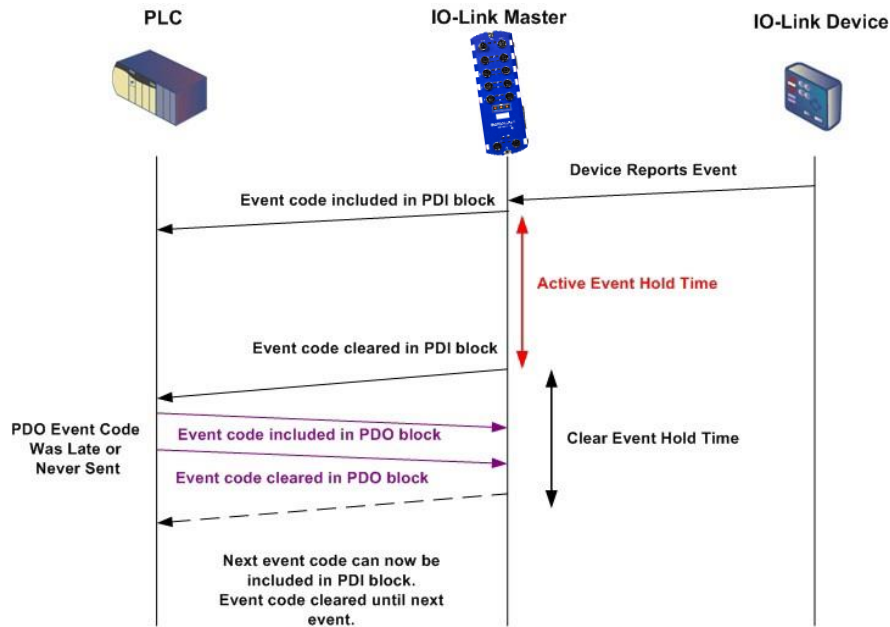 PLC
IO-Link Master
IO-Link Device
Device Reports Event
Event code included in PDI block
Active Event Hold Time
Event code cleared in PDI block
PDO Event Code
Was Late or
Never Sent
Event code included in PDO block
Clear Event Hold Time
Event code cleared in PDO block
Next event code can now be
included in PDI block.
Event code cleared until next
event.